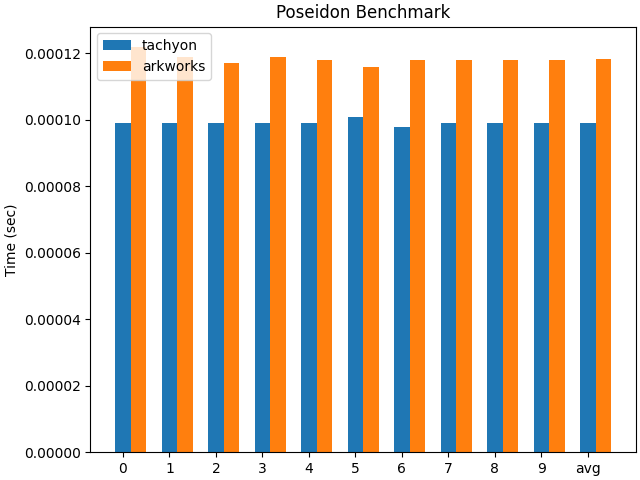 Poseidon Benchmark
tachyon
arkworks
Time (sec)
0.00012
0.00010
0.00008
0.00006
0.00004
0.00002
0.00000
0 1 2 3 4 5 6 7 8 9 avg